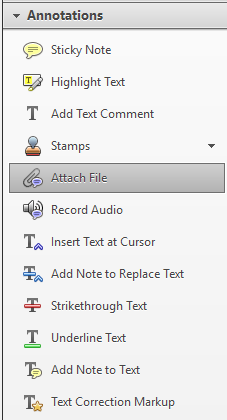 Annotations
Sticky Note
Highlight Text
Add Text Comment
Stamps
Attach File
Record Audio
Insert Text at Cursor
Add Note to Replace Text
Strikethrough Text
Underline Text
Add Note to Text
Text Correction Markup